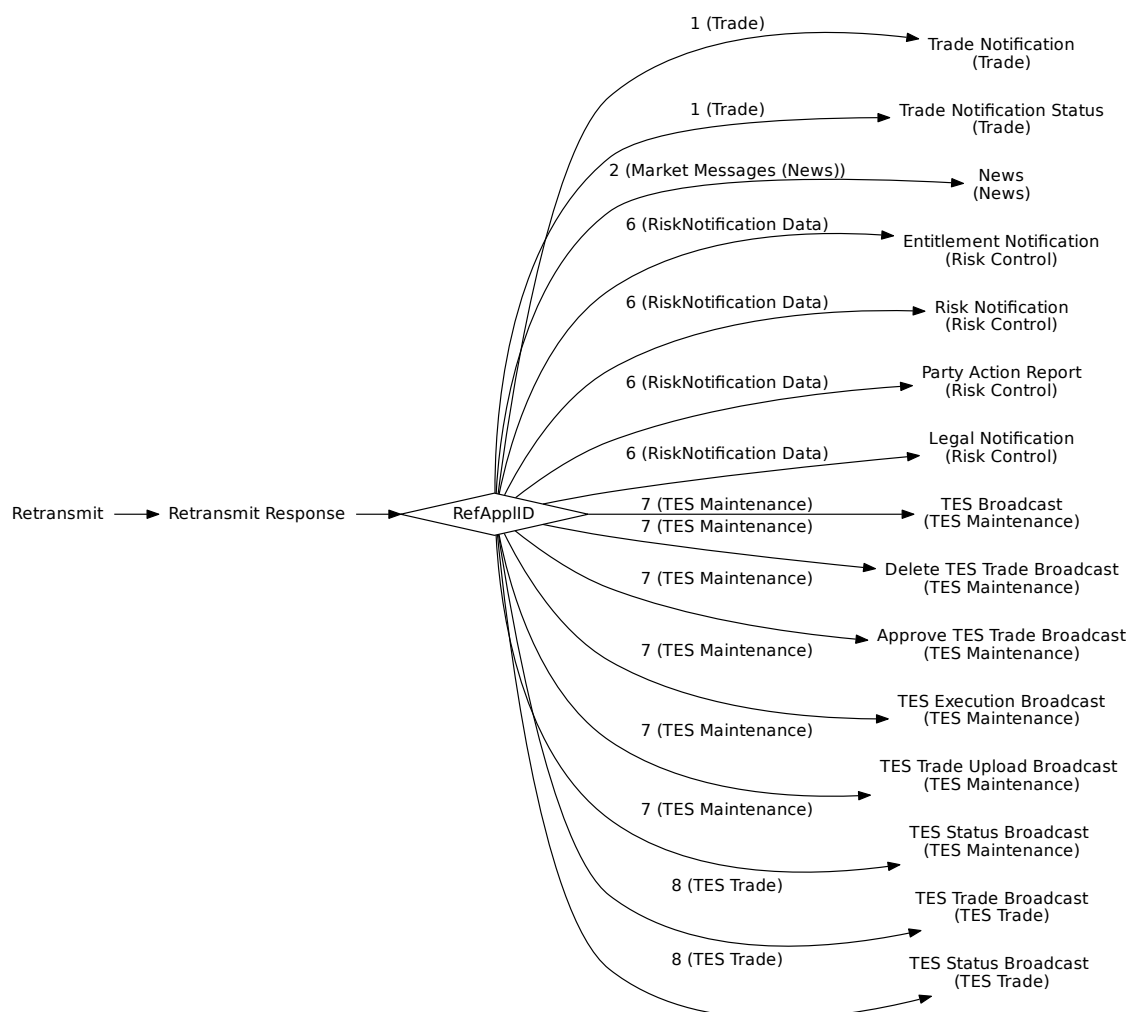 1 (Trade)
Trade Notification
(Trade)
1 (Trade)
Trade Notification Status
(Trade)
2 (Market Messages (News))
News
(News)
6 (RiskNotification Data)
Entitlement Notification
(Risk Control)
6 (RiskNotification Data)
Risk Notification
(Risk Control)
6 (RiskNotification Data)
Party Action Report
(Risk Control)
6 (RiskNotification Data)
Legal Notification
(Risk Control)
Retransmit
Retransmit Response
RefApplID
7 (TES Maintenance)
TES Broadcast
(TES Maintenance)
7 (TES Maintenance)
Delete TES Trade Broadcast
(TES Maintenance)
7 (TES Maintenance)
Approve TES Trade Broadcast
(TES Maintenance)
7 (TES Maintenance)
TES Execution Broadcast
(TES Maintenance)
7 (TES Maintenance)
TES Trade Upload Broadcast
(TES Maintenance)
7 (TES Maintenance)
TES Status Broadcast
(TES Maintenance)
8 (TES Trade)
TES Trade Broadcast
(TES Trade)
8 (TES Trade)
TES Status Broadcast
(TES Trade)